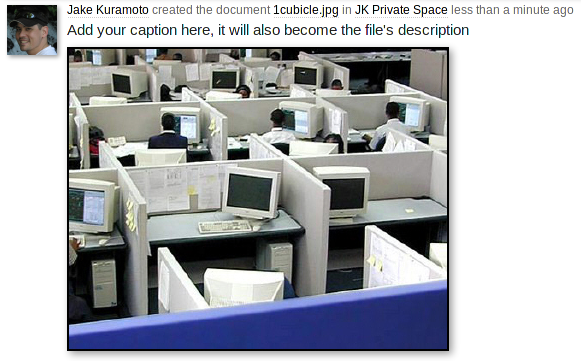 Jake Kuramoto created the document 1cubicle.jpg in JK Private Space less than a minute ago
Add your caption here, it will also become the file's description